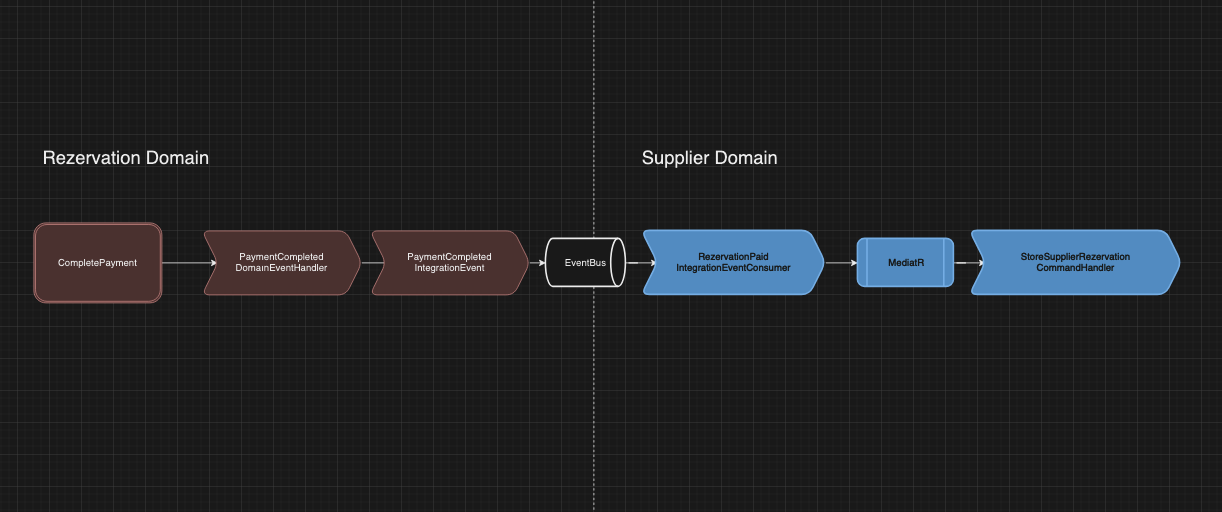 Rezervation Domain
Supplier Domain
CompletePayment
PaymentCompleted
DomainEventHandler
PaymentCompleted
IntegrationEvent
EventBus
RezervationPaid
IntegrationEventConsumer
MediatR
StoreSupplierRezervation
CommandHandler